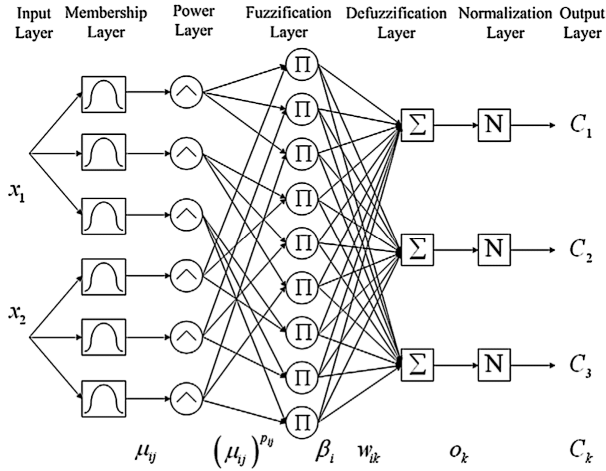 Input Layer
Membership Layer
Power Layer
Fuzzification Layer
Defuzzification Layer
Normalization Layer
Output Layer
x₁
x₂
Π
Π
Π
Π
Π
Π
Π
Π
Π
Σ
Σ
Σ
N
N
N
C₁
C₂
C₃
μᵢⱼ
(μᵢⱼ)^pᵢⱼ
βᵢ
wᵢₖ
oₖ
Cₖ